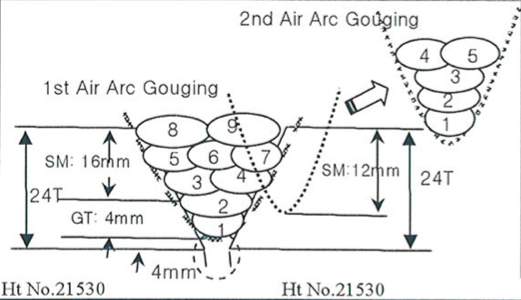 2nd Air Arc Gouging
4 5
3
2
1
1st Air Arc Gouging
8 9
5 6 7
3 4
2
1
SM: 16mm
SM:12mm
24T
24T
GT: 4mm
4mm
Ht No.21530
Ht No.21530